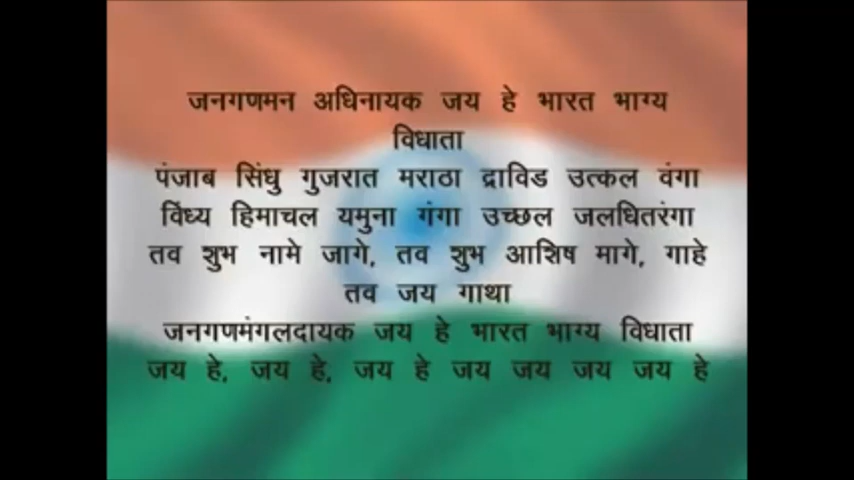 जनगणमन अधिनायक जय हे भारत भाग्य
विधाता
पंजाब सिंधु गुजरात मराठा द्राविड उत्कल वंगा
विंध्य हिमाचल यमुना गंगा उच्छल जलधितरंगा
तव शुभ नामे जागे, तव शुभ आशिष मागे, गाहे
तव जय गाथा
जनगणमंगलदायक जय हे भारत भाग्य विधाता
जय हे, जय हे, जय हे जय जय जय जय हे